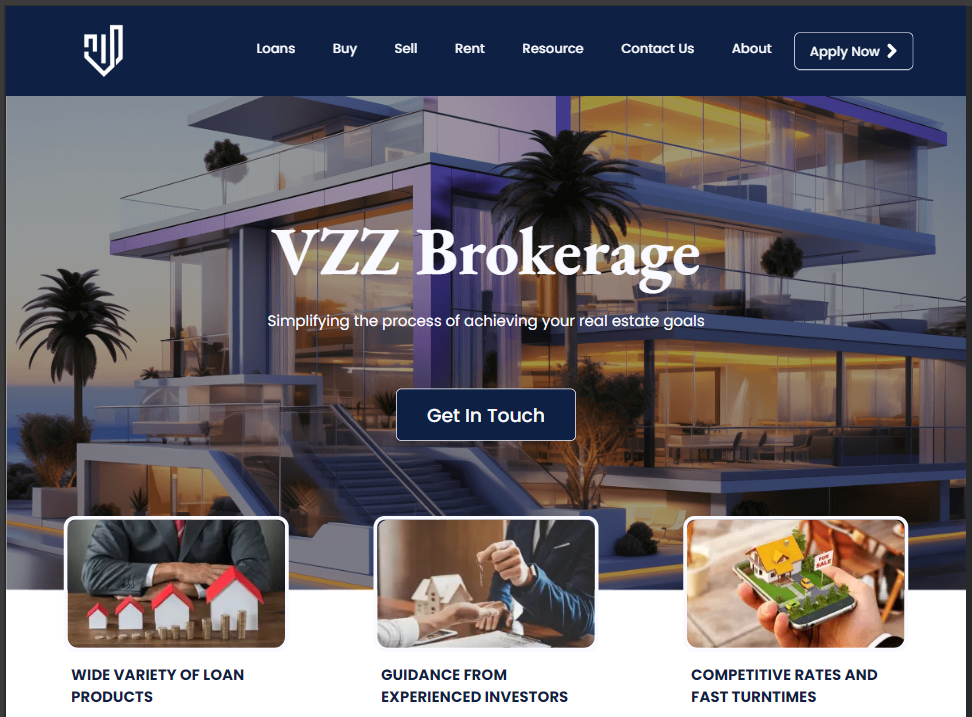 Loans Buy Sell Rent Resource Contact Us About Apply Now
VZZ Brokerage
Simplifying the process of achieving your real estate goals
Get In Touch
FOR
SALE
WIDE VARIETY OF LOAN
PRODUCTS
GUIDANCE FROM
EXPERIENCED INVESTORS
COMPETITIVE RATES AND
FAST TURNTIMES